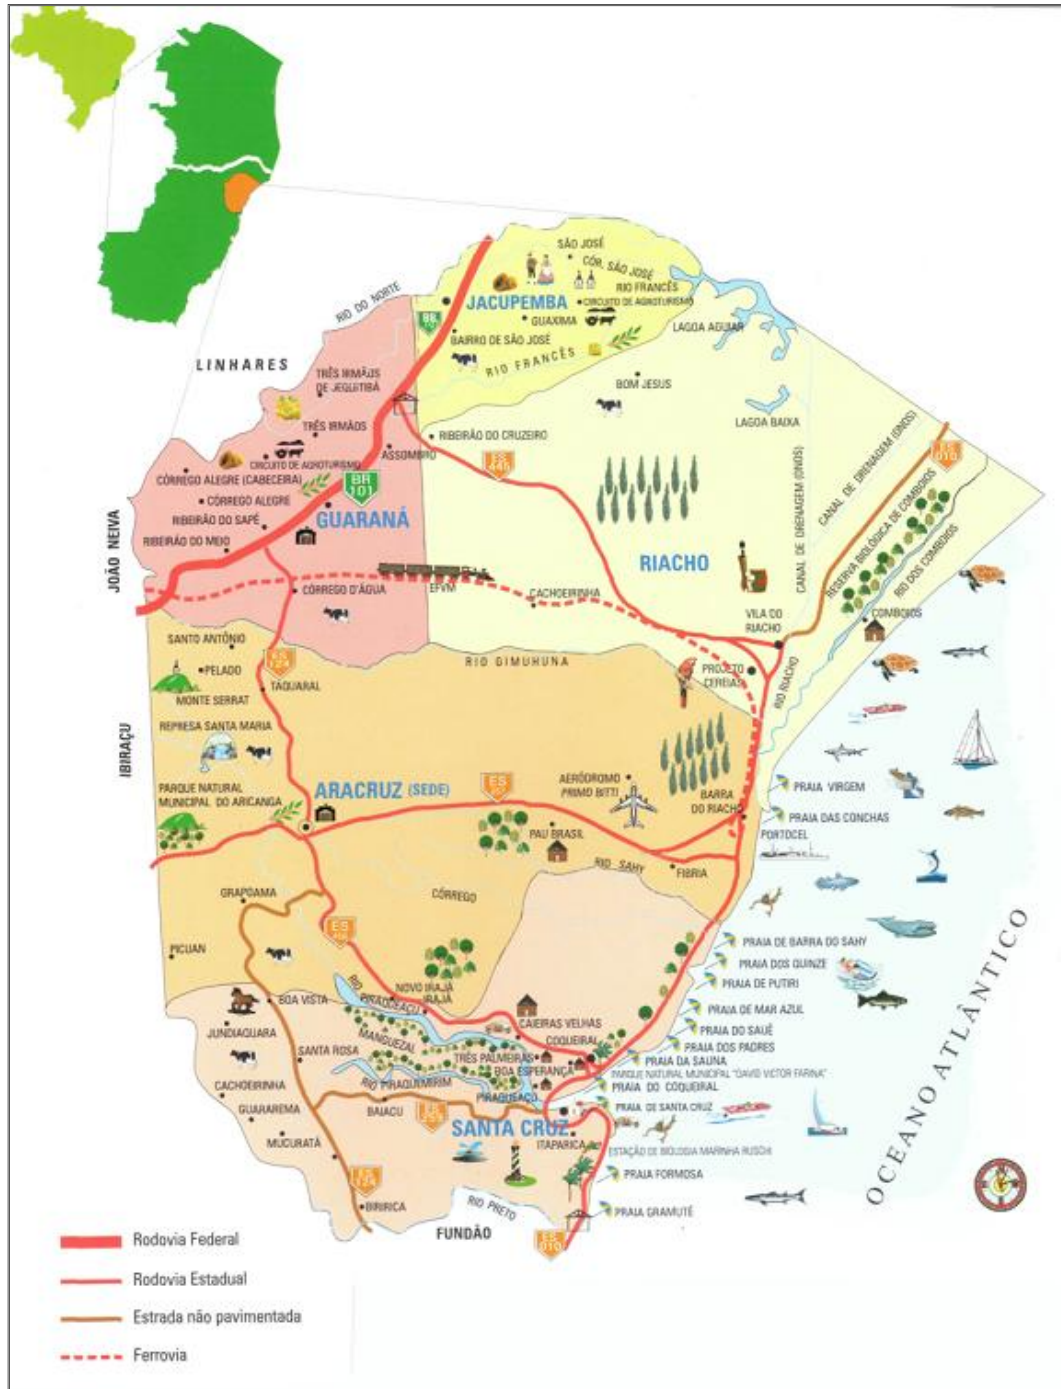 RIO DO NORTE
LINHARES
SÃO JOSÉ
CÓR. SÃO JOSÉ
RIO FRANCÊS
JACUPEMBA
CIRCUITO DE AGROTURISMO
GUAXIMA
BAIRRO DE SÃO JOSÉ
RIO FRANCÊS
LAGOA AGUIAR
BOM JESUS
LAGOA BAIXA
TRÊS IRMÃOS
DE JEQUITIBÁ
TRÊS IRMÃOS
RIBEIRÃO DO CRUZEIRO
ASSOMBRO
CIRCUITO DE AGROTURISMO
CÓRREGO ALEGRE (CABECEIRA)
BR
101
ES
445
ES
010
CÓRREGO ALEGRE
GUARANÁ
RIBEIRÃO DO SAPÉ
RIBEIRÃO DO MEIO
JOÃO NEIVA
CANAL DE DRENAGEM (DNOS)
CANAL DE DRENAGEM (DNOS)
RESERVA BIOLÓGICA DE COMBOIOS
RIO DOS COMBOIOS
RIACHO
EFVM
CACHOEIRINHA
CÓRREGO D'ÁGUA
COMBOIOS
VILA DO
RIACHO
SANTO ANTÔNIO
PELADO
MONTE SERRAT
ES
124
TAQUARAL
RIO GIMUHUNA
PROJETO
CEREIAS
RIO RIACHO
IBIRAÇU
REPRESA SANTA MARIA
PARQUE NATURAL
MUNICIPAL DO ARICANGA
ARACRUZ (SEDE)
ES
AERÓDROMO
PRIMO BITTI
BARRA
DO RIACHO
PRAIA VIRGEM
PRAIA DAS CONCHAS
PORTOCEL
PAU BRASIL
RIO SAHY
FIBRIA
GRAPOAMA
CÓRREGO
ES
PICUAN
PRAIA DE BARRA DO SAHY
PRAIA DOS QUINZE
PRAIA DE PUTIRI
PRAIA DE MAR AZUL
PRAIA DO SAUÊ
PRAIA DOS PADRES
PRAIA DA SAUNA
PARQUE NATURAL MUNICIPAL "DAVID VICTOR FARINA"
PRAIA DO COQUEIRAL
PRAIA DE SANTA CRUZ
OCEANO ATLÂNTICO
NOVO IRAJÁ
IRAJÁ
RIO PIRAQUEAÇU
BOA VISTA
JUNDIAQUARA
CAIEIRAS VELHAS
COQUEIRAL
MANGUEZAL
TRÊS PALMEIRAS
BOA ESPERANÇA
SANTA ROSA
CACHOEIRINHA
RIO PIRAQUEMIRIM
PIRAQUEAÇU
GUARAREMA
BAIACU
ES
MUCURATÁ
SANTA CRUZ
ITAPARICA
ESTAÇÃO DE BIOLOGIA MARINHA RUSCHI
PRAIA FORMOSA
ES
124
BIRIRICA
RIO PRETO
PRAIA GRAMUTÉ
FUNDÃO
ES
010
Rodovia Federal
Rodovia Estadual
Estrada não pavimentada
Ferrovia